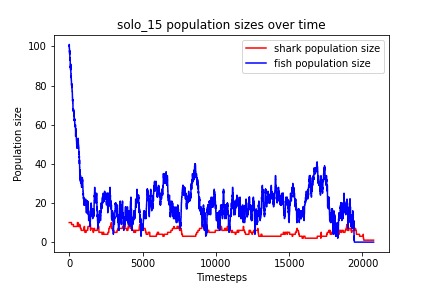 solo_15 population sizes over time
shark population size
fish population size
Population size
100
80
60
40
20
0
0
5000
10000
15000
20000
Timesteps